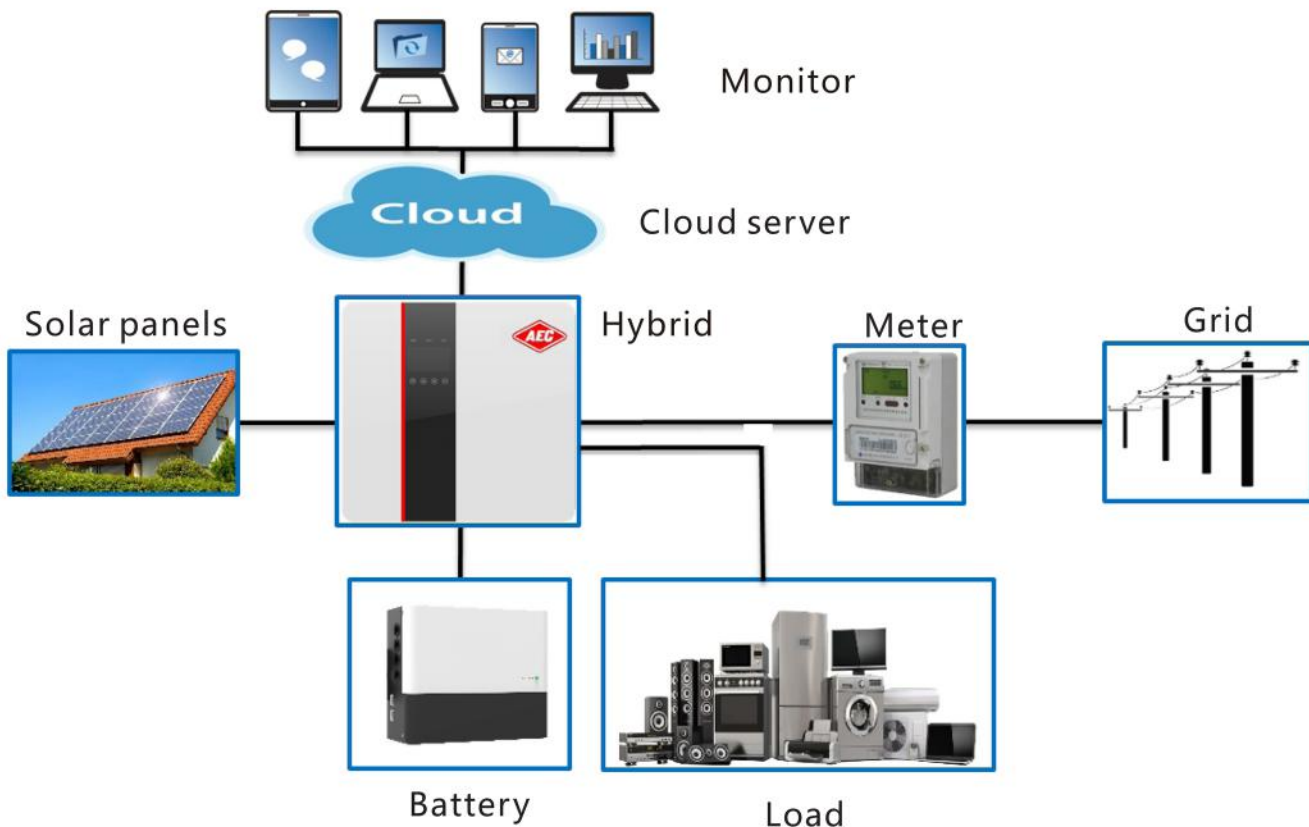 Monitor
Cloud
Cloud server
Solar panels
Hybrid
AEC
Meter
Grid
Battery
Load